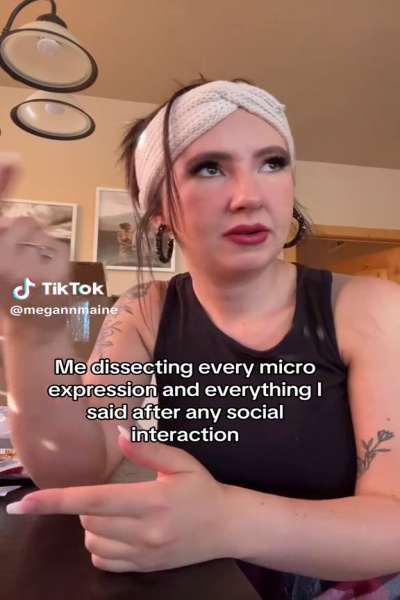 TikTok
@megannmaine
Me dissecting every micro
expression and everything I
said after any social
interaction